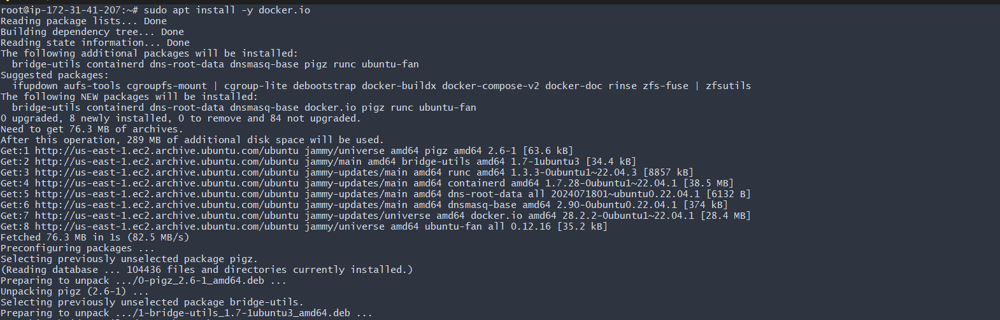 root@ip-172-31-41-207:~# sudo apt install -y docker.io
Reading package lists... Done
Building dependency tree... Done
Reading state information... Done
The following additional packages will be installed:
  bridge-utils containerd dns-root-data dnsmasq-base pigz runc ubuntu-fan
Suggested packages:
  ifupdown aufs-tools cgroupfs-mount | cgroup-lite debootstrap docker-buildx docker-compose-v2 docker-doc rinse zfs-fuse | zfsutils
The following NEW packages will be installed:
  bridge-utils containerd dns-root-data dnsmasq-base docker.io pigz runc ubuntu-fan
0 upgraded, 8 newly installed, 0 to remove and 84 not upgraded.
Need to get 76.3 MB of archives.
After this operation, 289 MB of additional disk space will be used.
Get:1 http://us-east-1.ec2.archive.ubuntu.com/ubuntu jammy/universe amd64 pigz amd64 2.6-1 [63.6 kB]
Get:2 http://us-east-1.ec2.archive.ubuntu.com/ubuntu jammy/main amd64 bridge-utils amd64 1.7-1ubuntu3 [34.4 kB]
Get:3 http://us-east-1.ec2.archive.ubuntu.com/ubuntu jammy-updates/main amd64 runc amd64 1.3.3-0ubuntu1~22.04.3 [8857 kB]
Get:4 http://us-east-1.ec2.archive.ubuntu.com/ubuntu jammy-updates/main amd64 containerd amd64 1.7.28-0ubuntu1~22.04.1 [38.5 MB]
Get:5 http://us-east-1.ec2.archive.ubuntu.com/ubuntu jammy-updates/main amd64 dns-root-data all 2024071801~ubuntu0.22.04.1 [6132 B]
Get:6 http://us-east-1.ec2.archive.ubuntu.com/ubuntu jammy-updates/main amd64 dnsmasq-base amd64 2.90-0ubuntu0.22.04.1 [374 kB]
Get:7 http://us-east-1.ec2.archive.ubuntu.com/ubuntu jammy-updates/universe amd64 docker.io amd64 28.2.2-0ubuntu1~22.04.1 [28.4 MB]
Get:8 http://us-east-1.ec2.archive.ubuntu.com/ubuntu jammy/universe amd64 ubuntu-fan all 0.12.16 [35.2 kB]
Fetched 76.3 MB in 1s (82.5 MB/s)
Preconfiguring packages ...
Selecting previously unselected package pigz.
(Reading database ... 104436 files and directories currently installed.)
Preparing to unpack .../0-pigz_2.6-1_amd64.deb ...
Unpacking pigz (2.6-1) ...
Selecting previously unselected package bridge-utils.
Preparing to unpack .../1-bridge-utils_1.7-1ubuntu3_amd64.deb ...